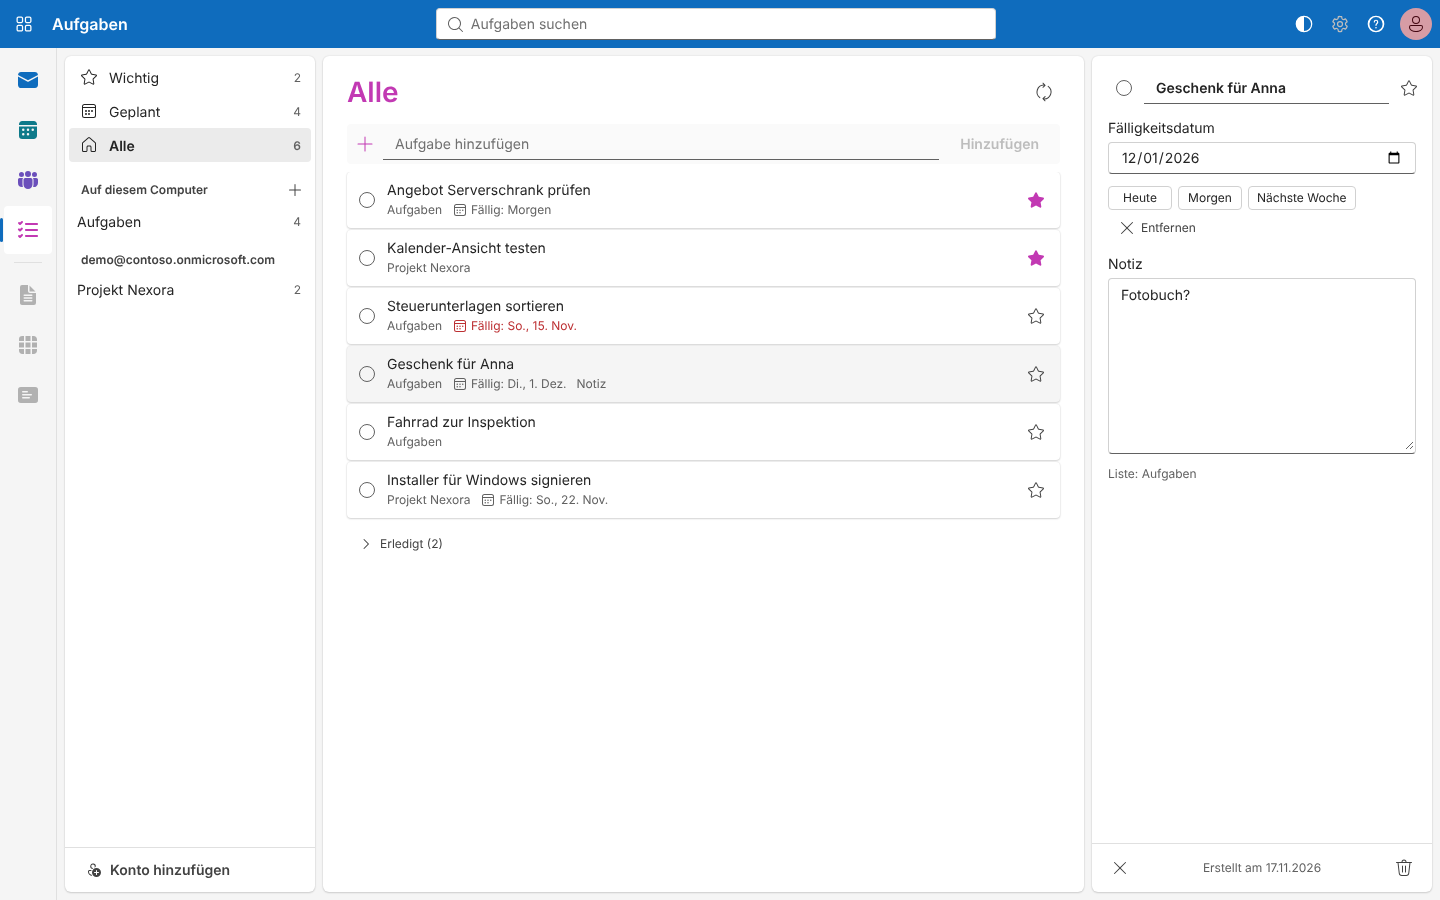 Aufgaben
Aufgaben suchen
Wichtig 2
Geplant 4
Alle 6
Auf diesem Computer
Aufgaben 4
demo@contoso.onmicrosoft.com
Projekt Nexora 2
Konto hinzufügen
Alle
Aufgabe hinzufügen Hinzufügen
Angebot Serverschrank prüfen
Aufgaben Fällig: Morgen
Kalender-Ansicht testen
Projekt Nexora
Steuerunterlagen sortieren
Aufgaben Fällig: So., 15. Nov.
Geschenk für Anna
Aufgaben Fällig: Di., 1. Dez. Notiz
Fahrrad zur Inspektion
Aufgaben
Installer für Windows signieren
Projekt Nexora Fällig: So., 22. Nov.
Erledigt (2)
Geschenk für Anna
Fälligkeitsdatum
12/01/2026
Heute Morgen Nächste Woche
Entfernen
Notiz
Fotobuch?
Liste: Aufgaben
Erstellt am 17.11.2026